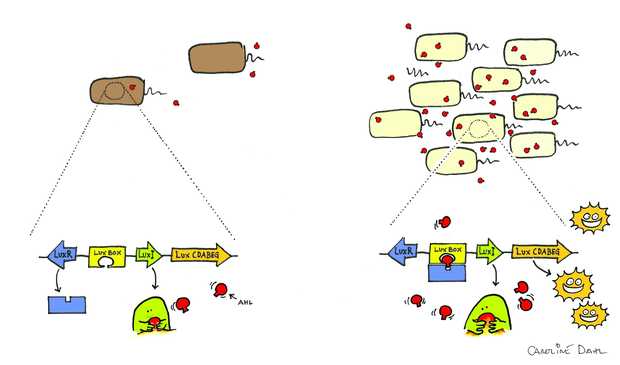 LuxR
Lux Box
LuxI
Lux CDABEG
AHL
LuxR
Lux Box
LuxI
Lux CDABEG
Caroline Dahl